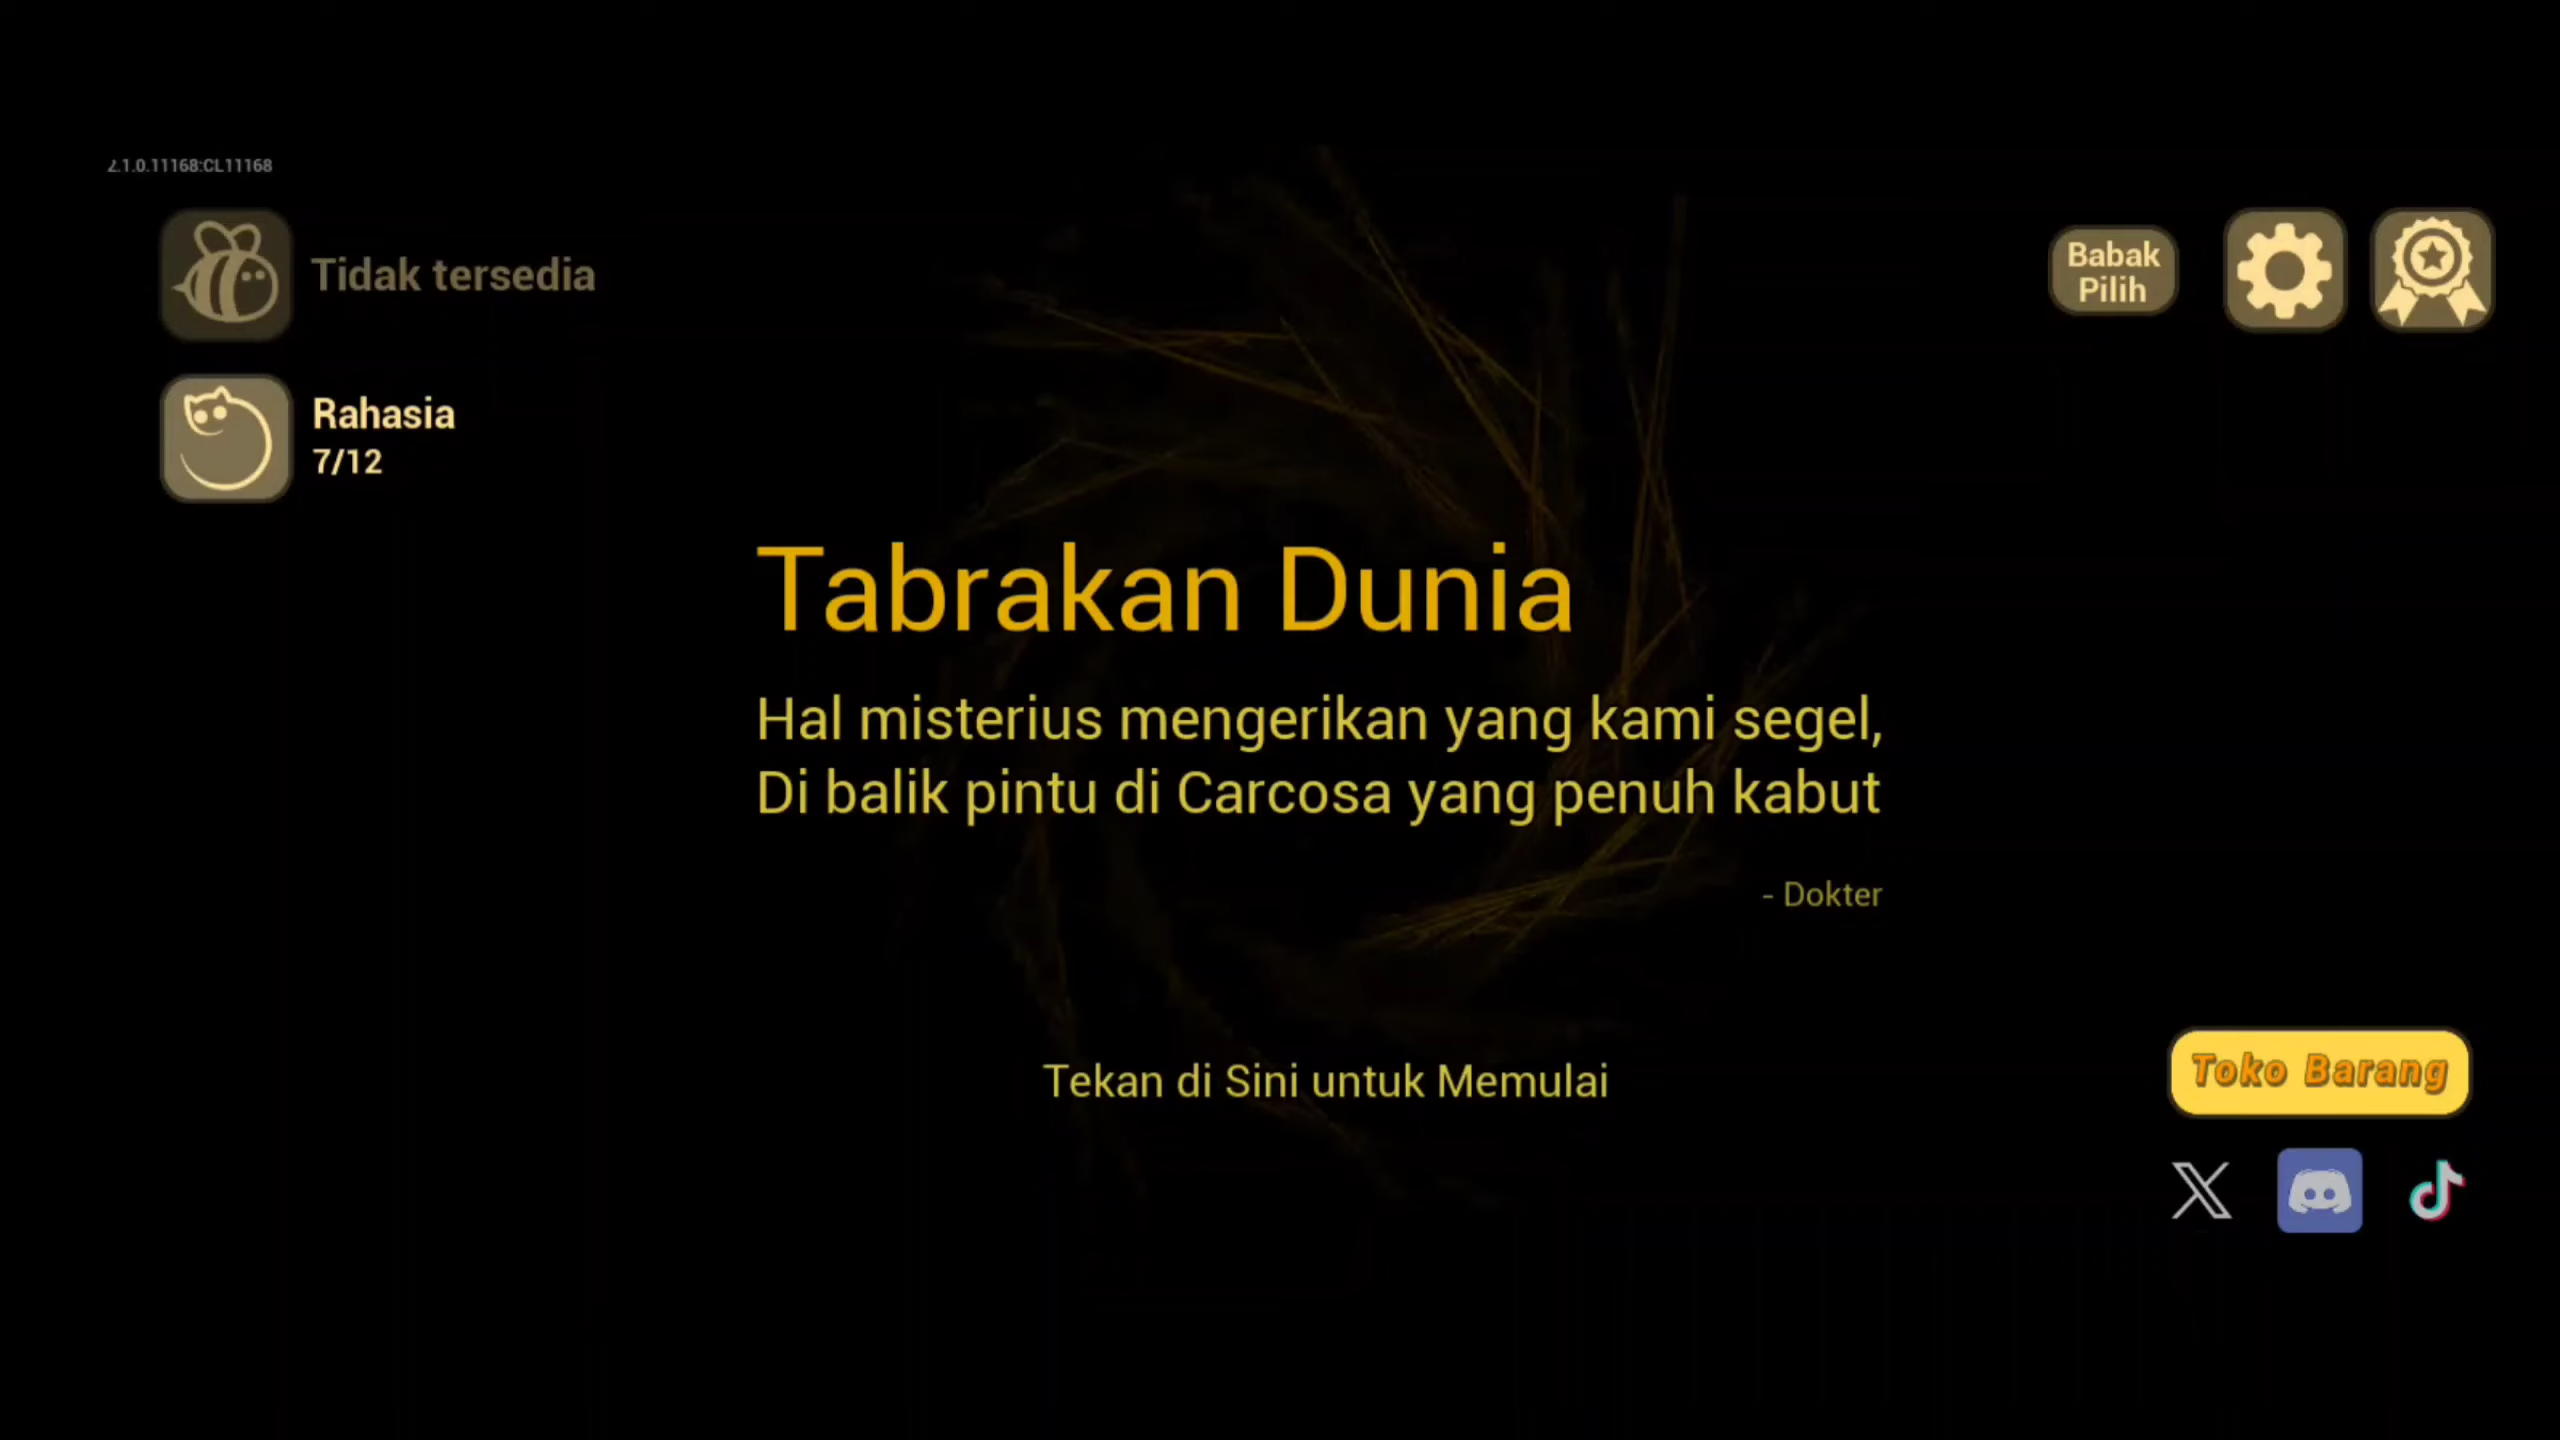 2.1.0.11168:CL11168
Tidak tersedia
Babak
Pilih
Rahasia
7/12
Tabrakan Dunia
Hal misterius mengerikan yang kami segel,
Di balik pintu di Carcosa yang penuh kabut
- Dokter
Tekan di Sini untuk Memulai
Toko Barang